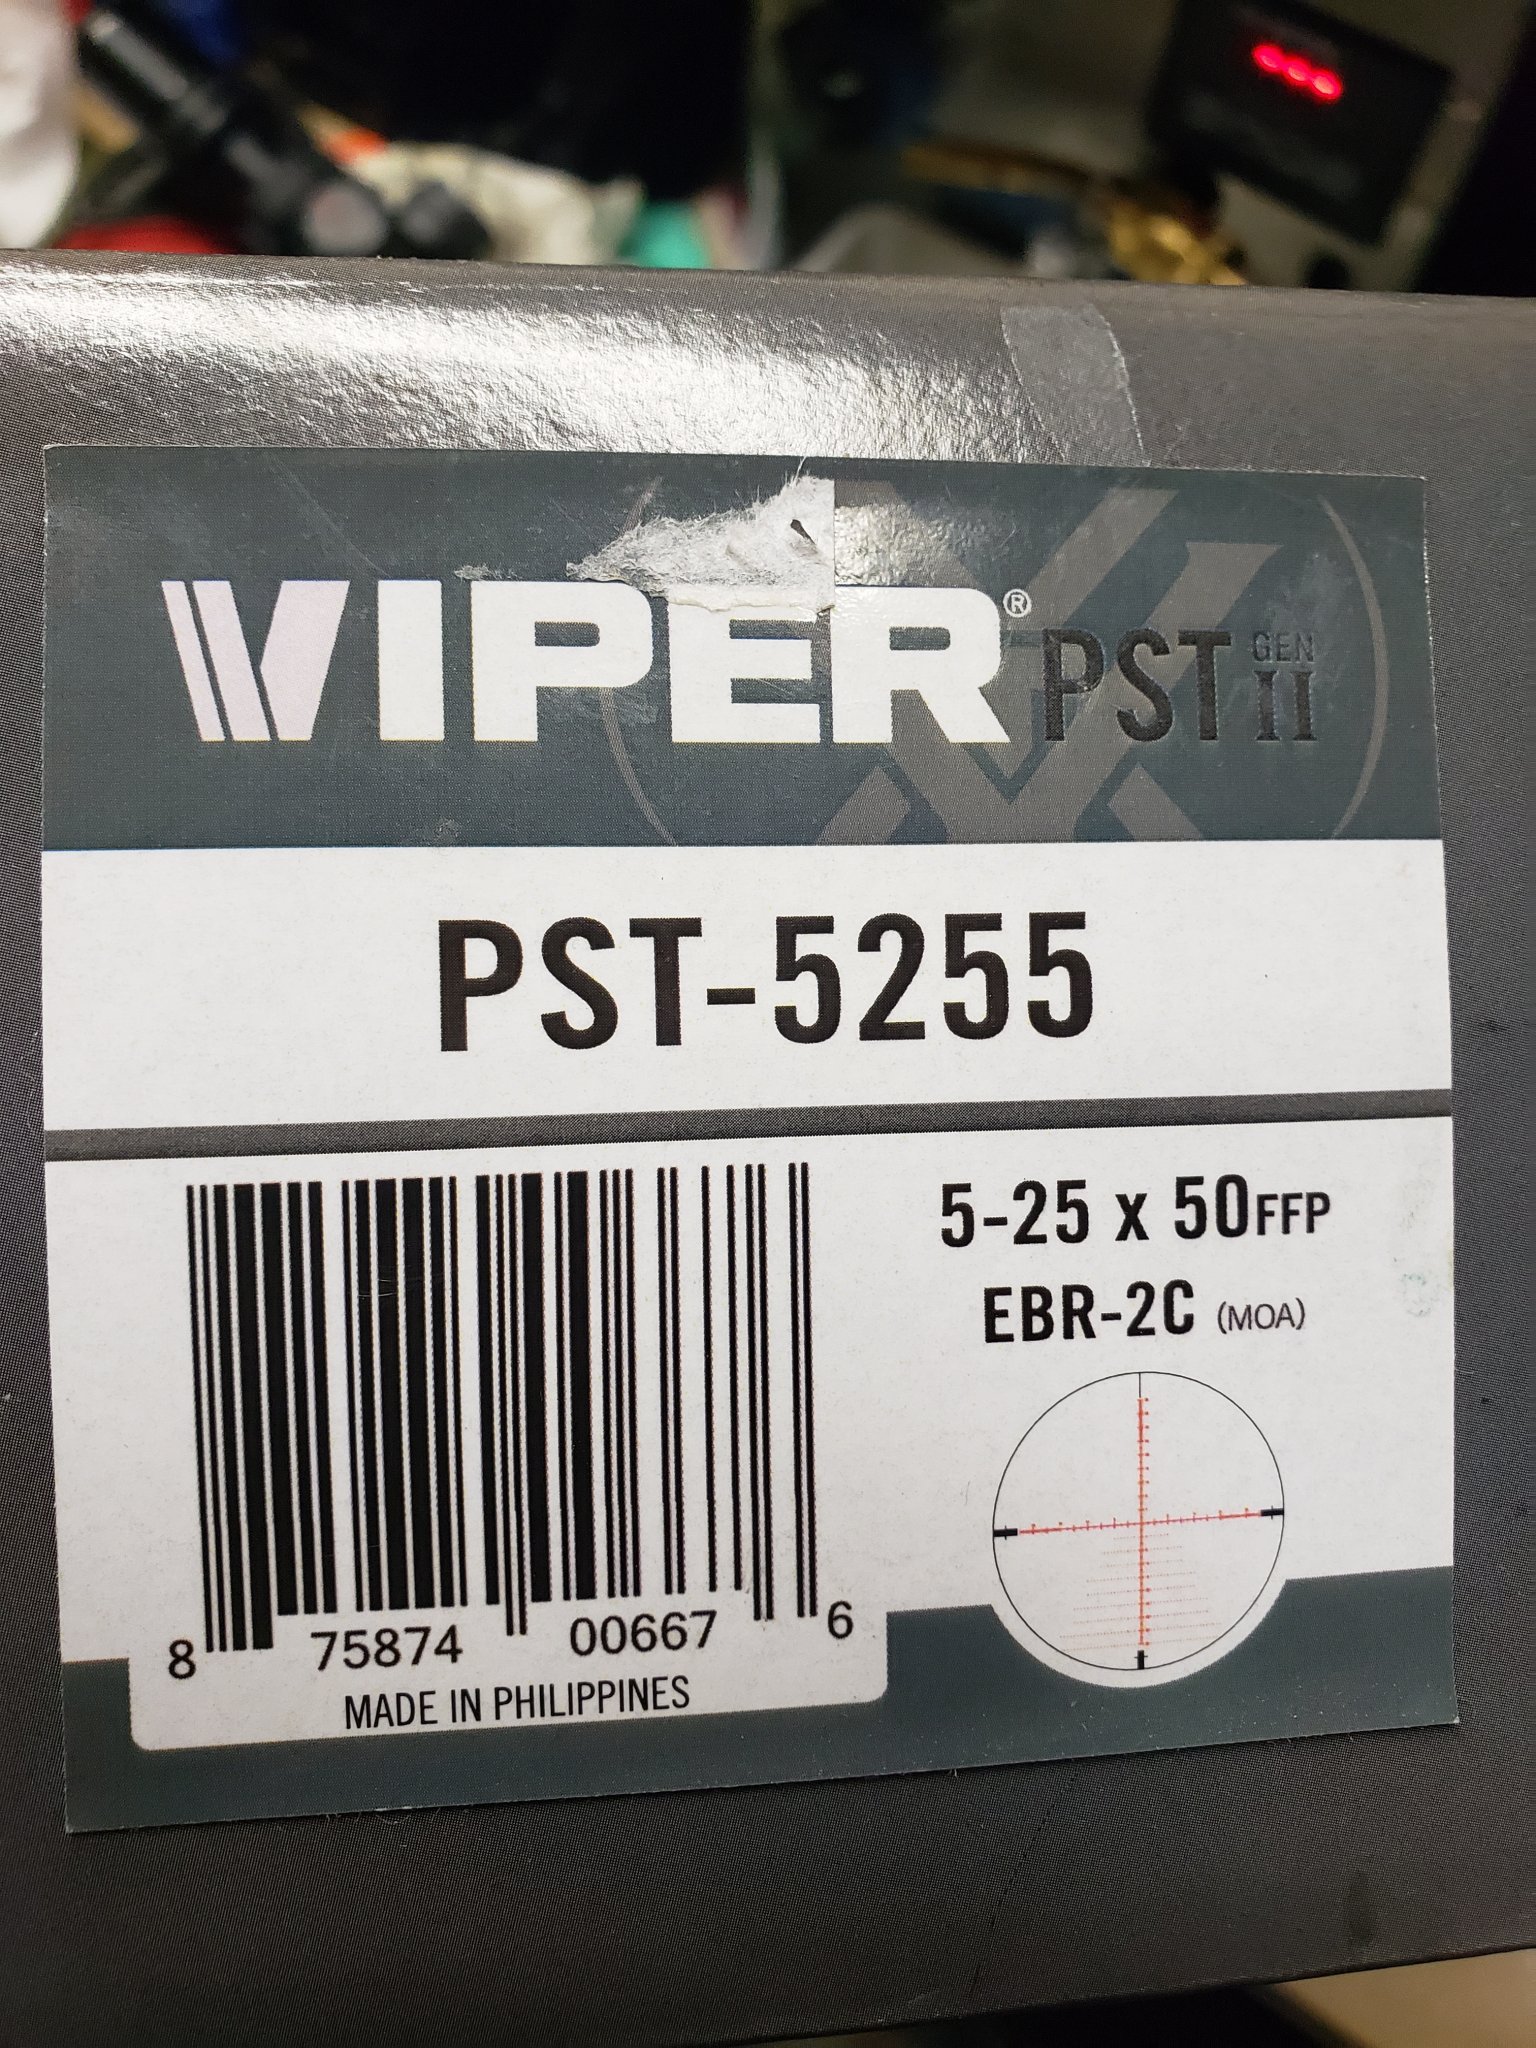 VIPER® PST GEN II
PST-5255
5-25 x 50FFP
EBR-2C (MOA)
8 75874 00667 6
MADE IN PHILIPPINES